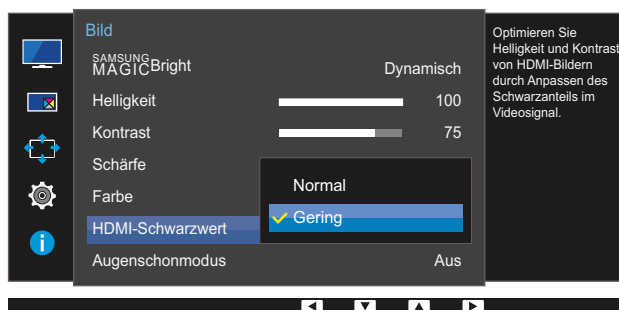 Bild
SAMSUNG
MAGICBright Dynamisch
Helligkeit 100
Kontrast 75
Schärfe
Farbe
HDMI-Schwarzwert
Normal
Gering
Augenschonmodus Aus
Optimieren Sie
Helligkeit und Kontrast
von HDMI-Bildern
durch Anpassen des
Schwarzanteils im
Videosignal.